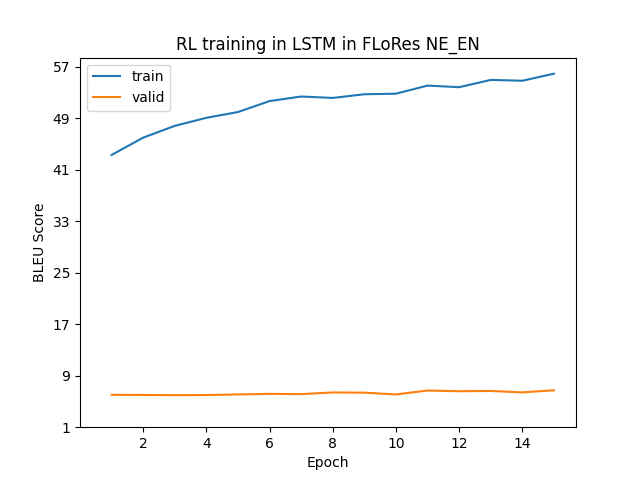 RL training in LSTM in FLoRes NE_EN
train
valid
57
49
41
33
25
17
9
1
BLEU Score
2 4 6 8 10 12 14
Epoch